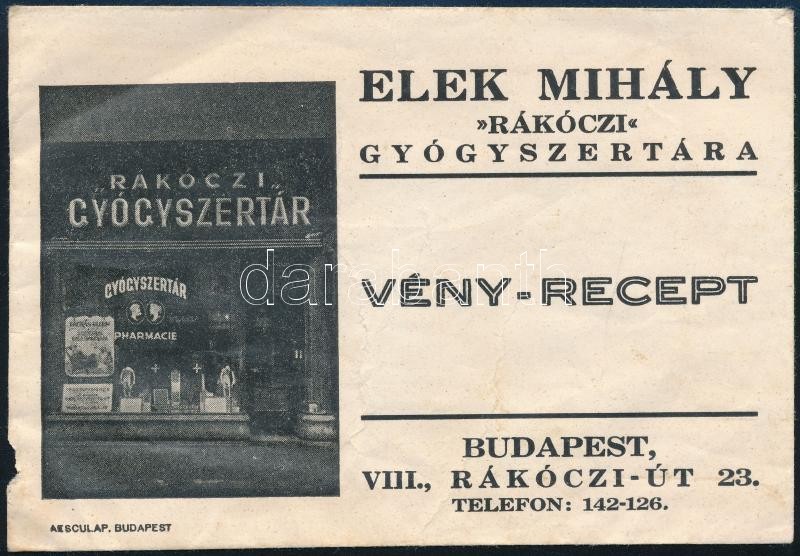 ELEK MIHÁLY
»RÁKÓCZI«
GYÓGYSZERTÁRA
VÉNY-RECEPT
BUDAPEST,
VIII., RÁKÓCZI-ÚT 23.
TELEFON: 142-126.
„RÁKÓCZI„
GYÓGYSZERTÁR
GYÓGYSZERTÁR
PHARMACIE
AESCULAP. BUDAPEST
darabanth